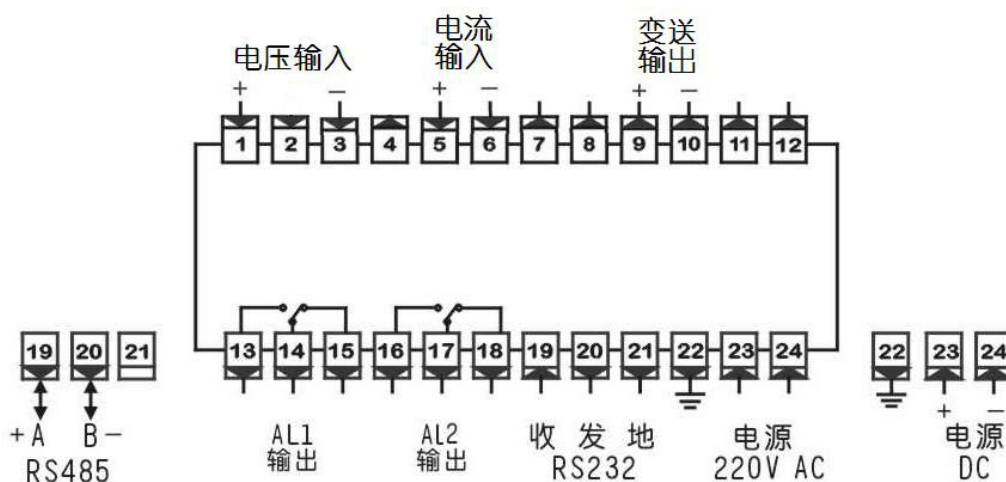 电压输入
电流
输入
变送
输出
+ − + − + −
1 2 3 4 5 6 7 8 9 10 11 12
19 20 21
13 14 15 16 17 18 19 20 21 22 23 24
22 23 24
+A B−
RS485
AL1
输出
AL2
输出
收 发 地
RS232
电源
220V AC
+ −
电源
DC